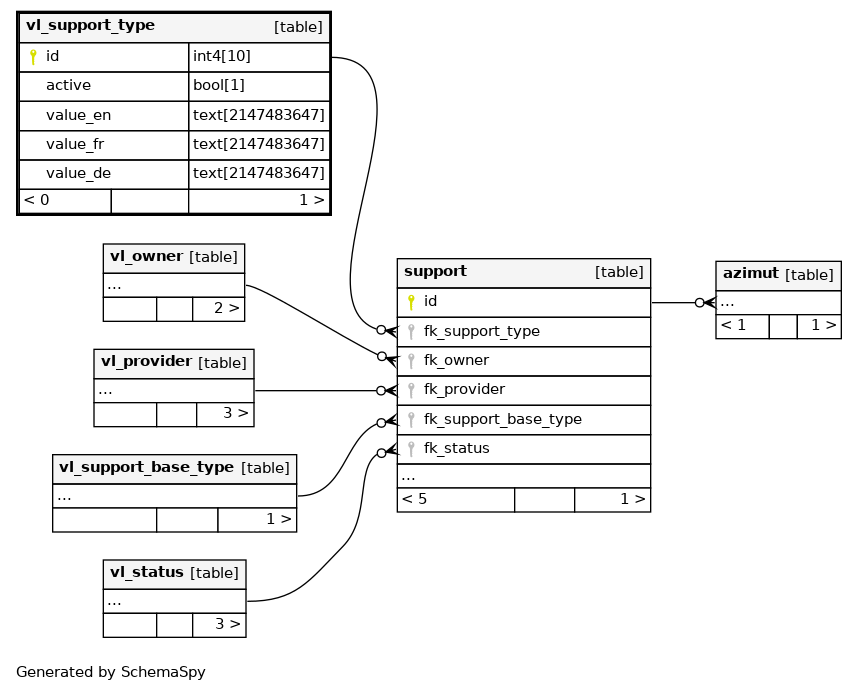 vl_support_type [table]
id int4[10]
active bool[1]
value_en text[2147483647]
value_fr text[2147483647]
value_de text[2147483647]
< 0 1 >
vl_owner [table]
...
2 >
vl_provider [table]
...
3 >
vl_support_base_type [table]
...
1 >
vl_status [table]
...
3 >
support [table]
id
fk_support_type
fk_owner
fk_provider
fk_support_base_type
fk_status
...
< 5 1 >
azimut [table]
...
< 1 1 >
Generated by SchemaSpy